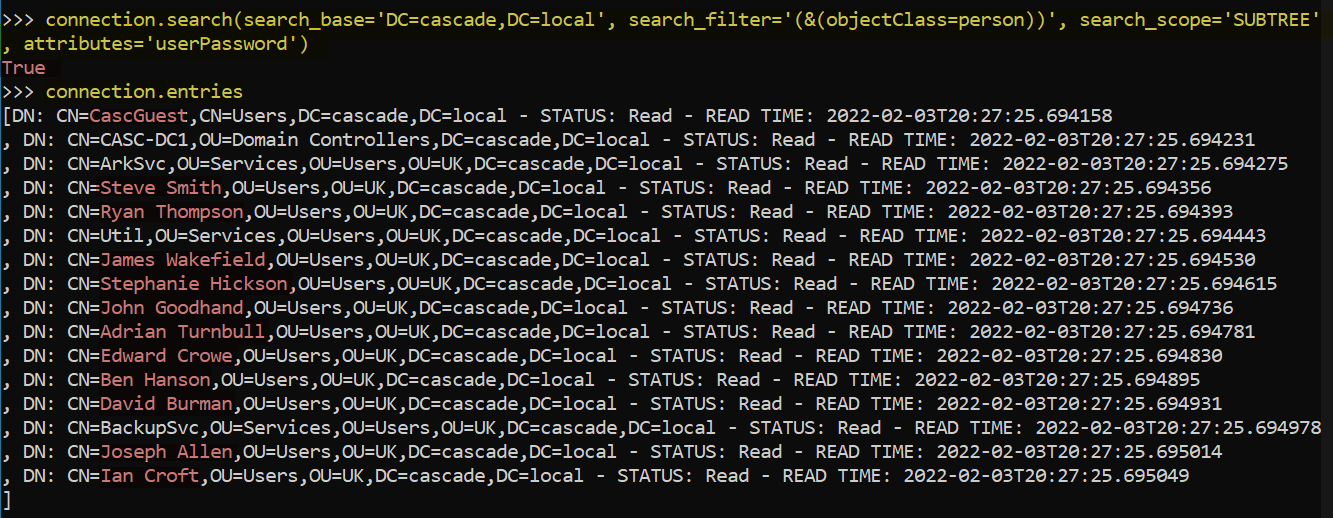 >>> connection.search(search_base='DC=cascade,DC=local', search_filter='(&(objectClass=person))', search_scope='SUBTREE'
, attributes='userPassword')
True
>>> connection.entries
[DN: CN=CascGuest,CN=Users,DC=cascade,DC=local - STATUS: Read - READ TIME: 2022-02-03T20:27:25.694158
, DN: CN=CASC-DC1,OU=Domain Controllers,DC=cascade,DC=local - STATUS: Read - READ TIME: 2022-02-03T20:27:25.694231
, DN: CN=ArkSvc,OU=Services,OU=Users,OU=UK,DC=cascade,DC=local - STATUS: Read - READ TIME: 2022-02-03T20:27:25.694275
, DN: CN=Steve Smith,OU=Users,OU=UK,DC=cascade,DC=local - STATUS: Read - READ TIME: 2022-02-03T20:27:25.694356
, DN: CN=Ryan Thompson,OU=Users,OU=UK,DC=cascade,DC=local - STATUS: Read - READ TIME: 2022-02-03T20:27:25.694393
, DN: CN=Util,OU=Services,OU=Users,OU=UK,DC=cascade,DC=local - STATUS: Read - READ TIME: 2022-02-03T20:27:25.694443
, DN: CN=James Wakefield,OU=Users,OU=UK,DC=cascade,DC=local - STATUS: Read - READ TIME: 2022-02-03T20:27:25.694530
, DN: CN=Stephanie Hickson,OU=Users,OU=UK,DC=cascade,DC=local - STATUS: Read - READ TIME: 2022-02-03T20:27:25.694615
, DN: CN=John Goodhand,OU=Users,OU=UK,DC=cascade,DC=local - STATUS: Read - READ TIME: 2022-02-03T20:27:25.694736
, DN: CN=Adrian Turnbull,OU=Users,OU=UK,DC=cascade,DC=local - STATUS: Read - READ TIME: 2022-02-03T20:27:25.694781
, DN: CN=Edward Crowe,OU=Users,OU=UK,DC=cascade,DC=local - STATUS: Read - READ TIME: 2022-02-03T20:27:25.694830
, DN: CN=Ben Hanson,OU=Users,OU=UK,DC=cascade,DC=local - STATUS: Read - READ TIME: 2022-02-03T20:27:25.694895
, DN: CN=David Burman,OU=Users,OU=UK,DC=cascade,DC=local - STATUS: Read - READ TIME: 2022-02-03T20:27:25.694931
, DN: CN=BackupSvc,OU=Services,OU=Users,OU=UK,DC=cascade,DC=local - STATUS: Read - READ TIME: 2022-02-03T20:27:25.694978
, DN: CN=Joseph Allen,OU=Users,OU=UK,DC=cascade,DC=local - STATUS: Read - READ TIME: 2022-02-03T20:27:25.695014
, DN: CN=Ian Croft,OU=Users,OU=UK,DC=cascade,DC=local - STATUS: Read - READ TIME: 2022-02-03T20:27:25.695049
]